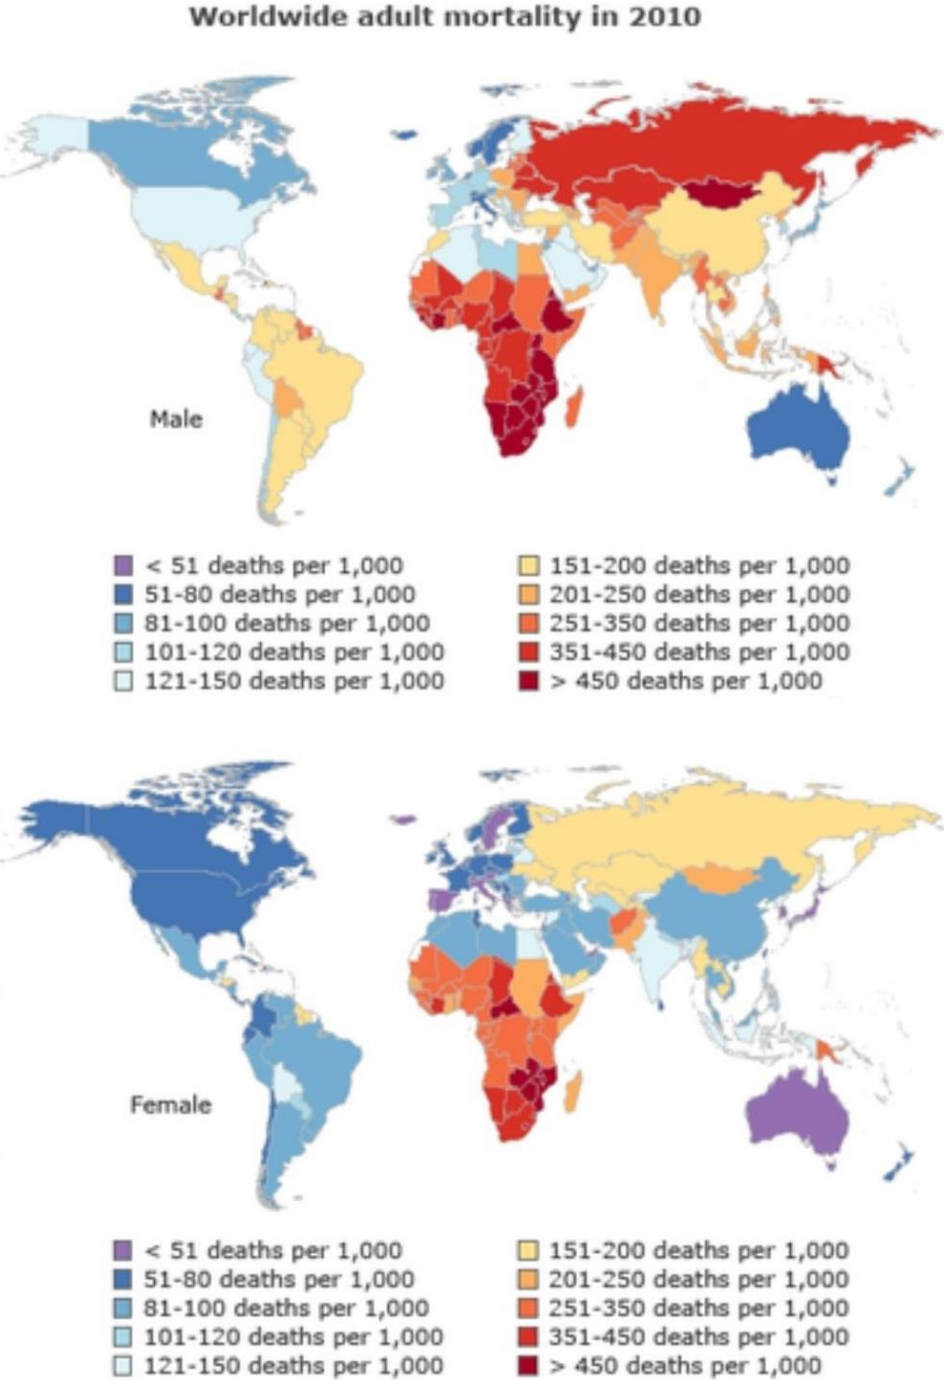 Worldwide adult mortality in 2010
Male
< 51 deaths per 1,000
51-80 deaths per 1,000
81-100 deaths per 1,000
101-120 deaths per 1,000
121-150 deaths per 1,000
151-200 deaths per 1,000
201-250 deaths per 1,000
251-350 deaths per 1,000
351-450 deaths per 1,000
> 450 deaths per 1,000
Female
< 51 deaths per 1,000
51-80 deaths per 1,000
81-100 deaths per 1,000
101-120 deaths per 1,000
121-150 deaths per 1,000
151-200 deaths per 1,000
201-250 deaths per 1,000
251-350 deaths per 1,000
351-450 deaths per 1,000
> 450 deaths per 1,000